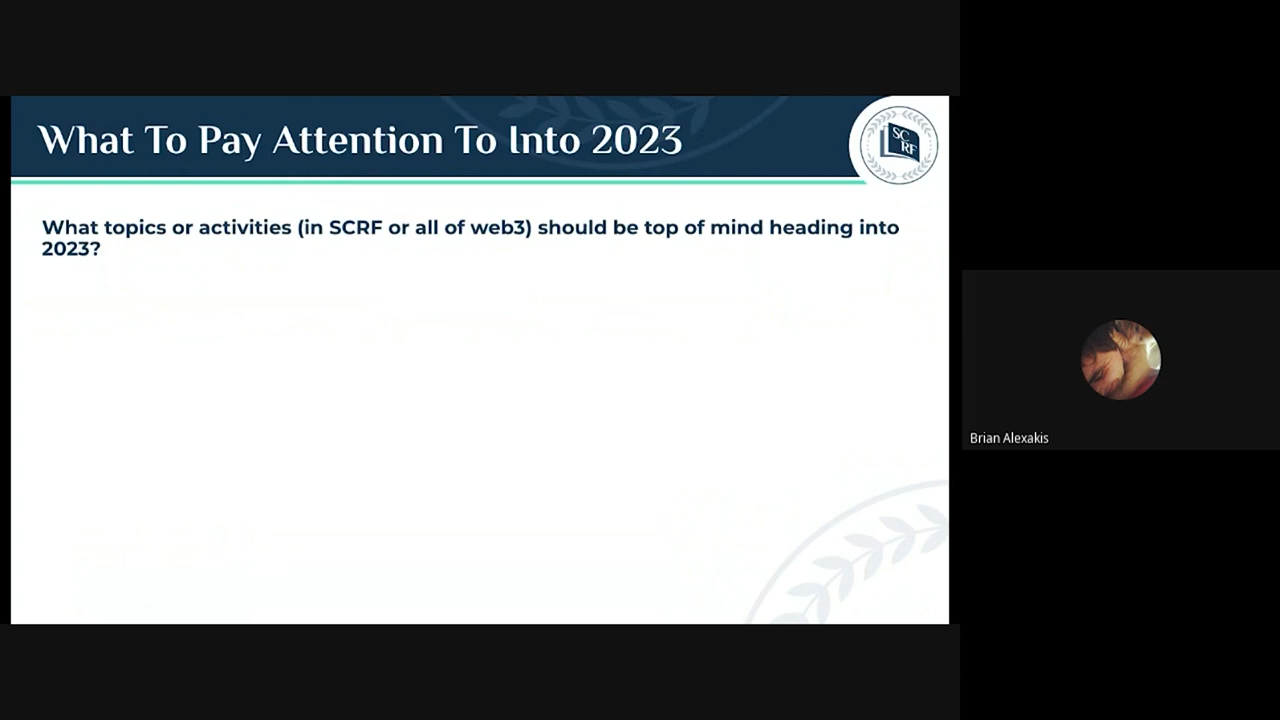 What To Pay Attention To Into 2023
SC
RF
What topics or activities (in SCRF or all of web3) should be top of mind heading into
2023?
Brian Alexakis